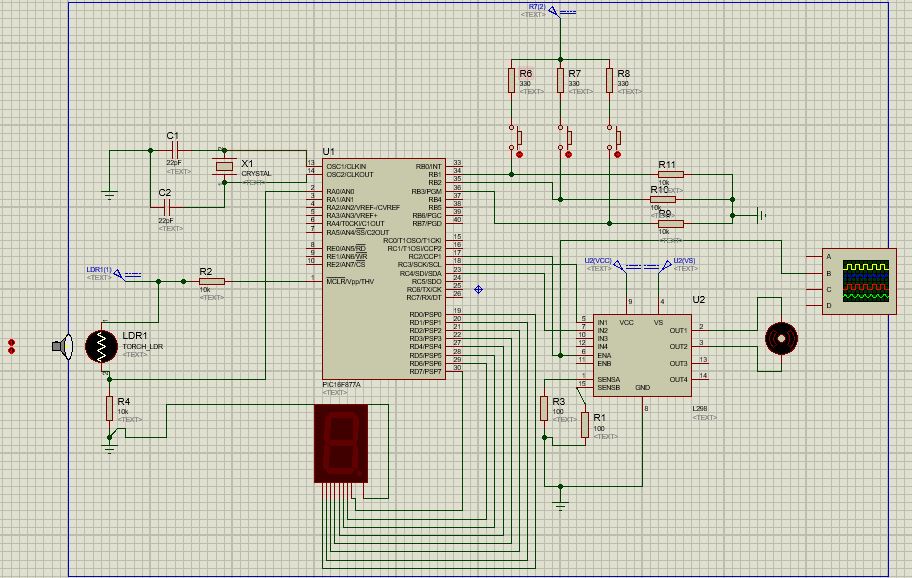 R7(2)
<TEXT>
R6
330
<TEXT>
R7
330
<TEXT>
R8
330
<TEXT>
C1
22pF
<TEXT>
X1
CRYSTAL
<TEXT>
C2
22pF
<TEXT>
U1
13
14
2
3
4
5
6
7
8
9
10
1
OSC1/CLKIN
OSC2/CLKOUT
RA0/AN0
RA1/AN1
RA2/AN2/VREF-/CVREF
RA3/AN3/VREF+
RA4/T0CKI/C1OUT
RA5/AN4/SS/C2OUT
RE0/AN5/RD
RE1/AN6/WR
RE2/AN7/CS
MCLR/Vpp/THV
RB0/INT
RB1
RB2
RB3/PGM
RB4
RB5
RB6/PGC
RB7/PGD
RC0/T1OSO/T1CKI
RC1/T1OSI/CCP2
RC2/CCP1
RC3/SCK/SCL
RC4/SDI/SDA
RC5/SDO
RC6/TX/CK
RC7/RX/DT
RD0/PSP0
RD1/PSP1
RD2/PSP2
RD3/PSP3
RD4/PSP4
RD5/PSP5
RD6/PSP6
RD7/PSP7
33
34
35
36
37
38
39
40
15
16
17
18
23
24
25
26
19
20
21
22
27
28
29
30
PIC16F877A
<TEXT>
R11
10k
R10
10k
<TEXT>
R9
10k
<TEXT>
LDR1(1)
<TEXT>
R2
10k
<TEXT>
LDR1
TORCH_LDR
<TEXT>
R4
10k
<TEXT>
U2(VCC)
<TEXT>
U2(VS)
<TEXT>
U2
9
4
5
7
10
12
6
11
1
15
8
IN1
IN2
IN3
IN4
ENA
ENB
SENSA
SENSB
VCC
VS
GND
OUT1
OUT2
OUT3
OUT4
2
3
13
14
L298
<TEXT>
R3
100
<TEXT>
R1
100
<TEXT>
A
B
C
D